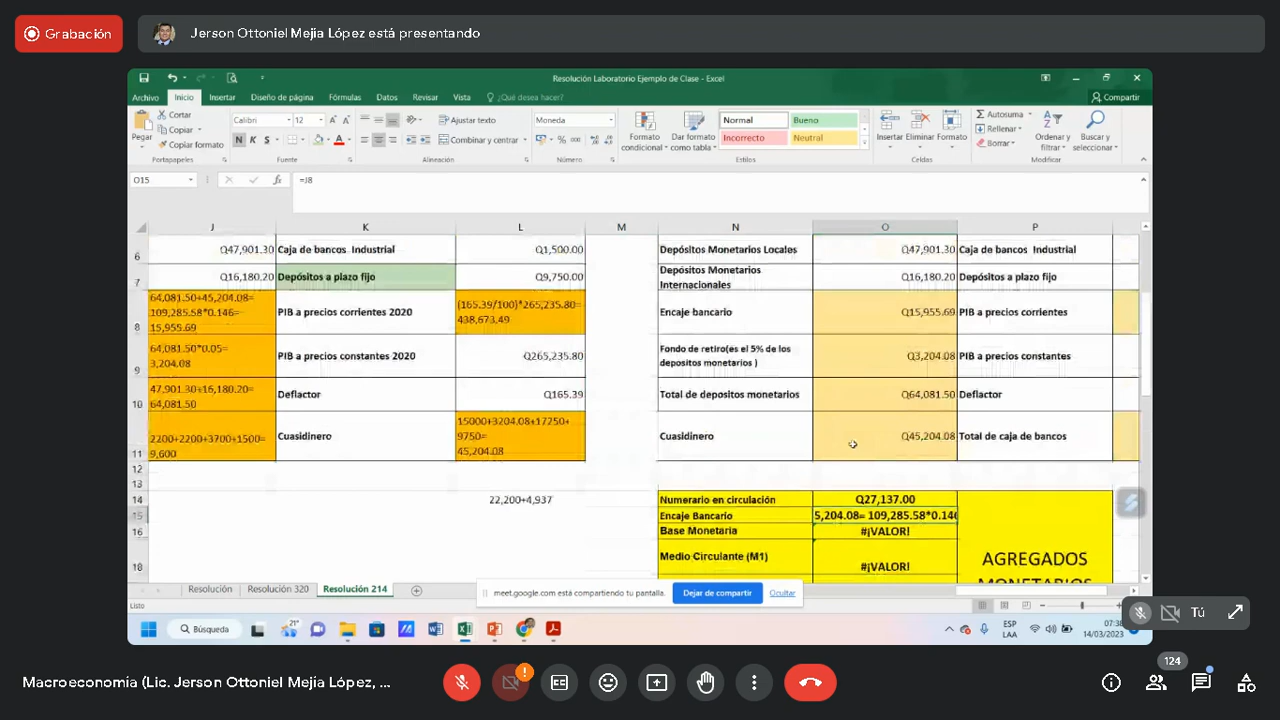 Grabación
Jerson Ottoniel Mejía López está presentando
Resolución Laboratorio Ejemplo de Clase - Excel
Archivo Inicio Insertar Diseño de página Fórmulas Datos Revisar Vista ¿Qué desea hacer? Compartir
Pegar Cortar Copiar Copiar formato Portapapeles
Calibri 12 N K S Fuente
Ajustar texto Combinar y centrar Alineación
Moneda % 000 Número
Formato condicional Dar formato como tabla Normal Bueno Incorrecto Neutral Estilos
Insertar Eliminar Formato Celdas
Autosuma Rellenar Borrar Ordenar y filtrar Buscar y seleccionar Modificar
O15 fx =J8
J K L M N O P
6 Q47,901.30 Caja de bancos Industrial Q1,500.00 Depósitos Monetarios Locales Q47,901.30 Caja de bancos Industrial
7 Q16,180.20 Depósitos a plazo fijo Q9,750.00 Depósitos Monetarios Internacionales Q16,180.20 Depósitos a plazo fijo
8 64,081.50+45,204.08= 109,285.58*0.146= 15,955.69 PIB a precios corrientes 2020 (165.39/100)*265,235.80= 438,673.49 Encaje bancario Q15,955.69 PIB a precios corrientes
9 64,081.50*0.05= 3,204.08 PIB a precios constantes 2020 Q265,235.80 Fondo de retiro(es el 5% de los depositos monetarios ) Q3,204.08 PIB a precios constantes
10 47,901.30+16,180.20= 64,081.50 Deflactor Q165.39 Total de depositos monetarios Q64,081.50 Deflactor
11 2200+2200+3700+1500= 9,600 Cuasidinero 15000+3204.08+17250+ 9750= 45,204.08 Cuasidinero Q45,204.08 Total de caja de bancos
12
13
14 22,200+4,937 Numerario en circulación Q27,137.00
15 Encaje Bancario 5,204.08= 109,285.58*0.146
16 Base Monetaria #¡VALOR!
18 Medio Circulante (M1) #¡VALOR!
AGREGADOS
MONETARIOS
Resolución Resolución 320 Resolución 214
meet.google.com está compartiendo tu pantalla. Dejar de compartir Ocultar
Listo
Tú
21° Búsqueda ESP LAA 14/03/2023
124
Macroeconomia (Lic. Jerson Ottoniel Mejía López, ...